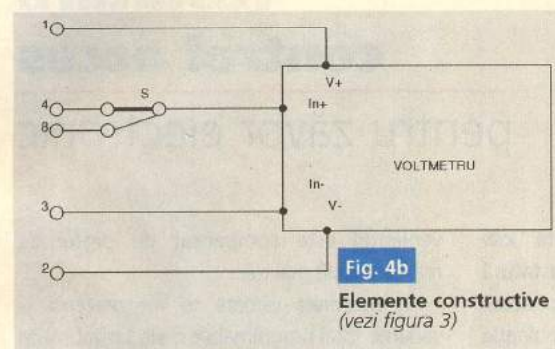 1
V+
4
S
In+
8
VOLTMETRU
In-
3
V-
2
Fig. 4b
Elemente constructive
(vezi figura 3)